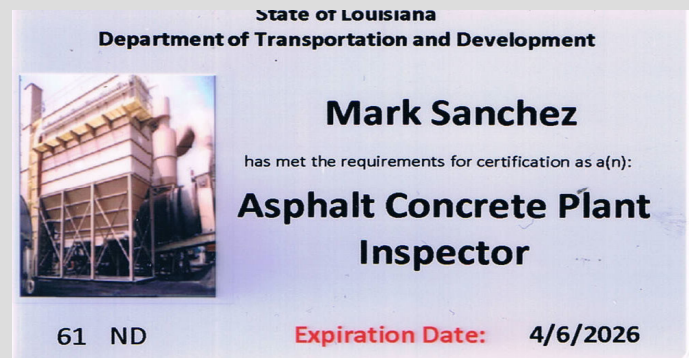 State of Louisiana
Department of Transportation and Development
Mark Sanchez
has met the requirements for certification as a(n):
Asphalt Concrete Plant
Inspector
61 ND
Expiration Date: 4/6/2026